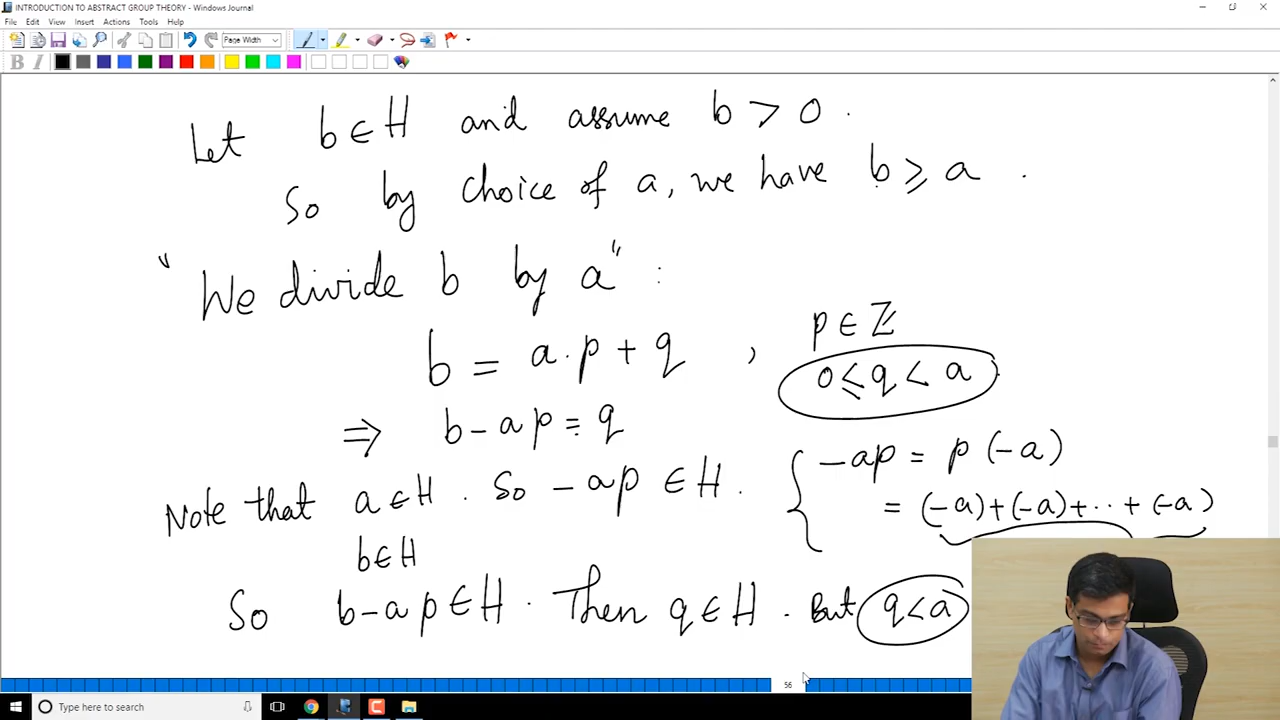 INTRODUCTION TO ABSTRACT GROUP THEORY - Windows Journal
File Edit View Insert Actions Tools Help
Page Width
B I
Let b ∈ H and assume b > 0 .
So by choice of a, we have b ⩾ a .
"We divide b by a" :
b = a·p + q , p ∈ ℤ
0 ≤ q < a
⇒ b - ap = q
Note that a ∈ H . So - ap ∈ H .
b ∈ H
{ -ap = p (-a)
= (-a)+(-a)+··+ (-a)
So b-ap ∈ H . Then q ∈ H . But q < a
56
Type here to search